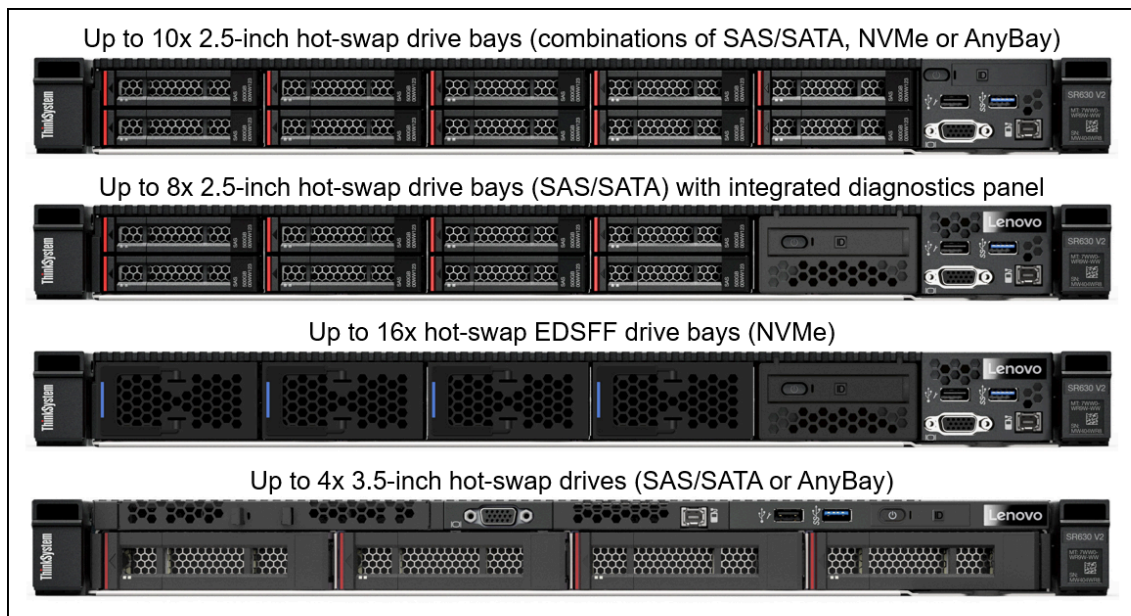 Up to 10x 2.5-inch hot-swap drive bays (combinations of SAS/SATA, NVMe or AnyBay)
ThinkSystem
SR630 V2
Up to 8x 2.5-inch hot-swap drive bays (SAS/SATA) with integrated diagnostics panel
ThinkSystem
Lenovo
SR630 V2
Up to 16x hot-swap EDSFF drive bays (NVMe)
ThinkSystem
Lenovo
SR630 V2
Up to 4x 3.5-inch hot-swap drives (SAS/SATA or AnyBay)
ThinkSystem
Lenovo
SR630 V2